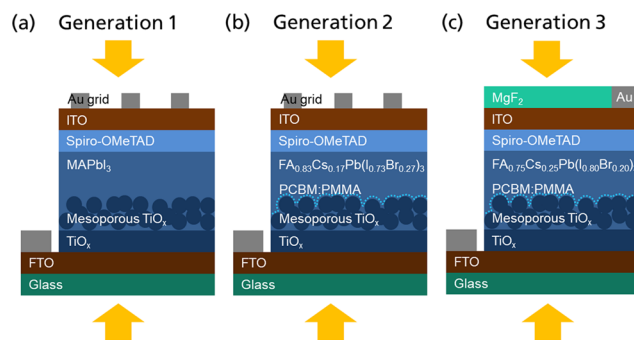 (a) Generation 1
Au grid
ITO
Spiro-OMeTAD
MAPbI₃
Mesoporous TiOₓ
TiOₓ
FTO
Glass
(b) Generation 2
Au grid
ITO
Spiro-OMeTAD
FA₀.₈₃Cs₀.₁₇Pb(I₀.₇₃Br₀.₂₇)₃
PCBM:PMMA
Mesoporous TiOₓ
TiOₓ
FTO
Glass
(c) Generation 3
MgF₂
Au
ITO
Spiro-OMeTAD
FA₀.₇₅Cs₀.₂₅Pb(I₀.₈₀Br₀.₂₀)
PCBM:PMMA
Mesoporous TiOₓ
TiOₓ
FTO
Glass